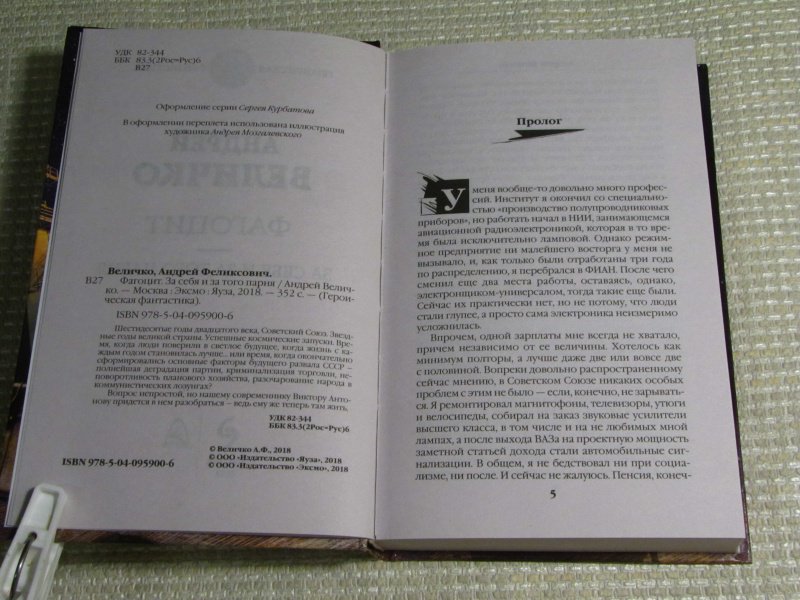 УДК 82-344
ББК 83.3(2Рос=Рус)6
В27
Оформление серии Сергея Курбатова
В оформлении переплета использована иллюстрация
художника Андрея Мозгалевского
Величко, Андрей Феликсович.
В27 Фагоцит. За себя и за того парня / Андрей Велич-
ко. — Москва : Эксмо : Яуза, 2018. — 352 с. — (Герои-
ческая фантастика).
ISBN 978-5-04-095900-6
Шестидесятые годы двадцатого века, Советский Союз. Звезд-
ные годы великой страны. Успешные космические запуски. Вре-
мя, когда люди поверили в светлое будущее, когда жизнь с ка-
ждым годом становилась лучше... или время, когда окончательно
сформировались основные факторы будущего развала СССР —
полнейшая деградация партии, криминализация торговли, не-
поворотливость планового хозяйства, разочарование народа в
коммунистических лозунгах?
Вопрос непростой, но нашему современнику Виктору Анто-
нову придется в нем разобраться – ведь ему же теперь там жить.
УДК 82-344
ББК 83.3(2Рос=Рус)6
© Величко А.Ф., 2018
© ООО «Издательство «Яуза», 2018
ISBN 978-5-04-095900-6 © ООО «Издательство «Эксмо», 2018
Пролог
У меня вообще-то довольно много профес-
сий. Институт я окончил со специально-
стью «производство полупроводниковых
приборов», но работать начал в НИИ, занимающемся
авиационной радиоэлектроникой, которая в то вре-
мя была исключительно ламповой. Однако режим-
ное предприятие ни малейшего восторга у меня не
вызывало, и, как только были отработаны три года
по распределению, я перебрался в ФИАН. После чего
сменил еще два места работы, оставаясь, однако,
электронщиком-универсалом, тогда такие еще были.
Сейчас их практически нет, но не потому, что люди
стали глупее, а просто сама электроника неизмеримо
усложнилась.
Впрочем, одной зарплаты мне всегда не хватало,
причем независимо от ее величины. Хотелось как
минимум полторы, а лучше даже две или вовсе две
с половиной. Вопреки довольно распространенному
сейчас мнению, в Советском Союзе никаких особых
проблем с этим не было — если, конечно, не зарывать-
ся. Я ремонтировал магнитофоны, телевизоры, утюги
и велосипеды, собирал на заказ звуковые усилители
высшего класса, в том числе и на не любимых мной
лампах, а после выхода ВАЗа на проектную мощность
заметной статьей дохода стали автомобильные сиг-
нализации. В общем, я не бедствовал ни при социа-
лизме, ни после. И сейчас не жалуюсь. Пенсия, конеч-
5